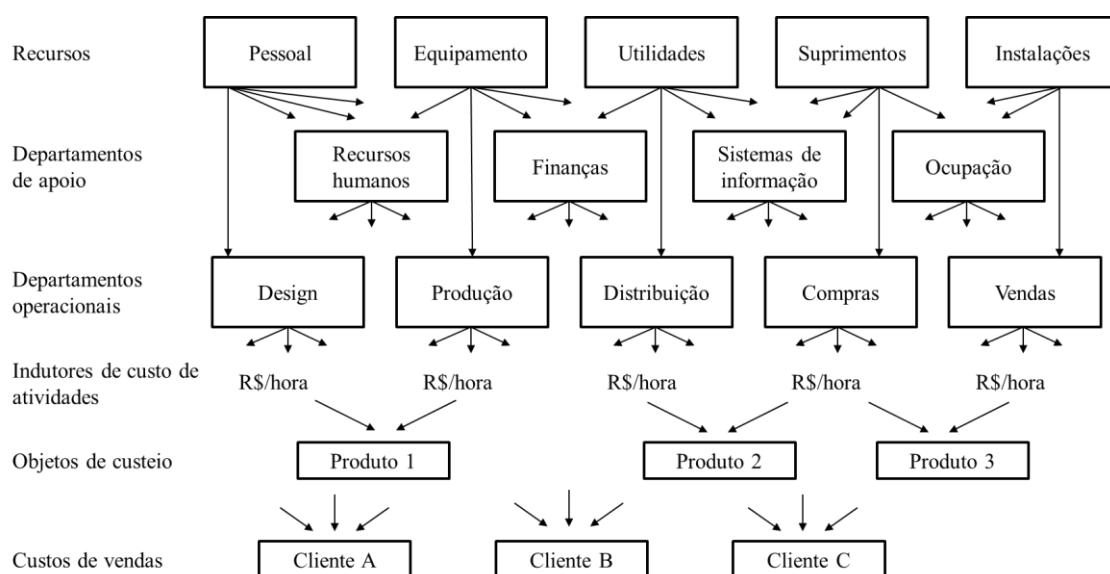 Recursos
Pessoal
Equipamento
Utilidades
Suprimentos
Instalações
Departamentos
de apoio
Recursos
humanos
Finanças
Sistemas de
informação
Ocupação
Departamentos
operacionais
Design
Produção
Distribuição
Compras
Vendas
Indutores de custo de
atividades
R$/hora
R$/hora
R$/hora
R$/hora
R$/hora
Objetos de custeio
Produto 1
Produto 2
Produto 3
Custos de vendas
Cliente A
Cliente B
Cliente C